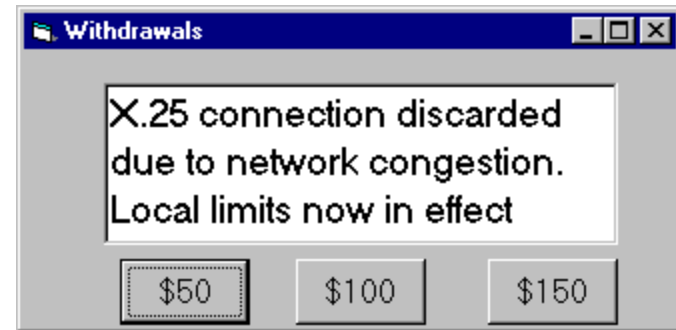 Withdrawals
X.25 connection discarded
due to network congestion.
Local limits now in effect
$50 $100 $150